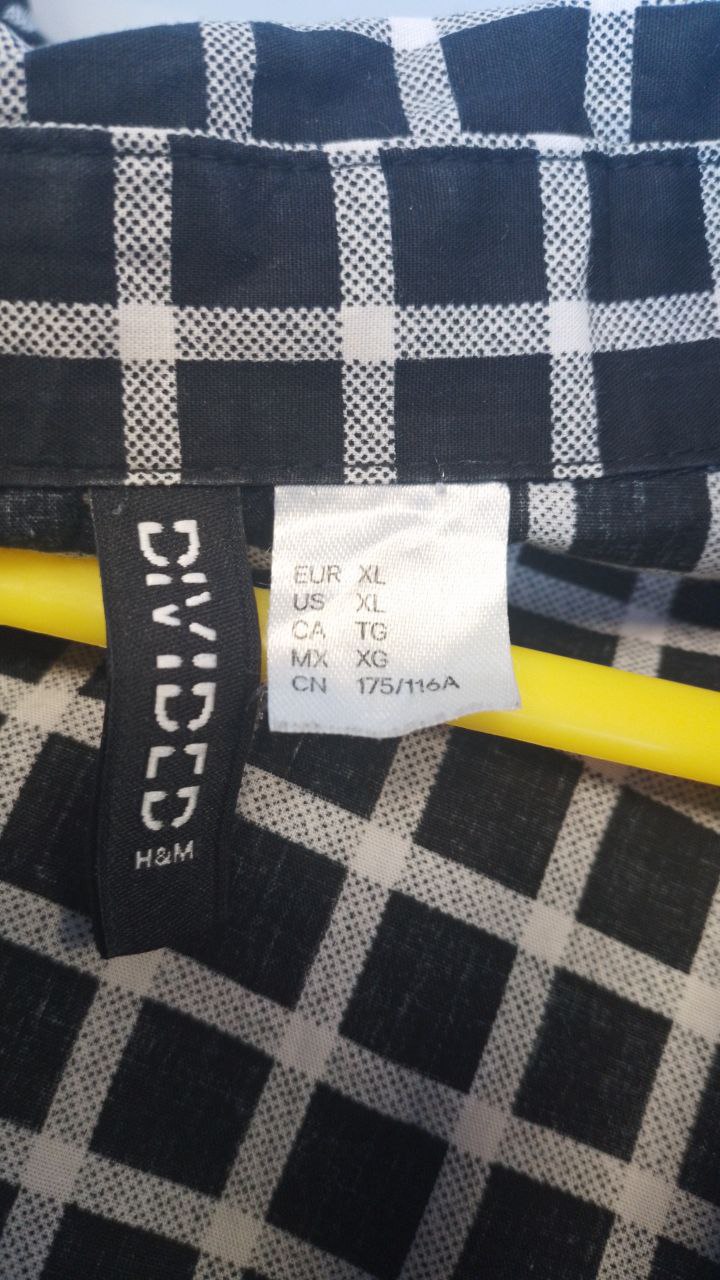 DIVIDED
H&M
EUR XL
US XL
CA TG
MX XG
CN 175/116A